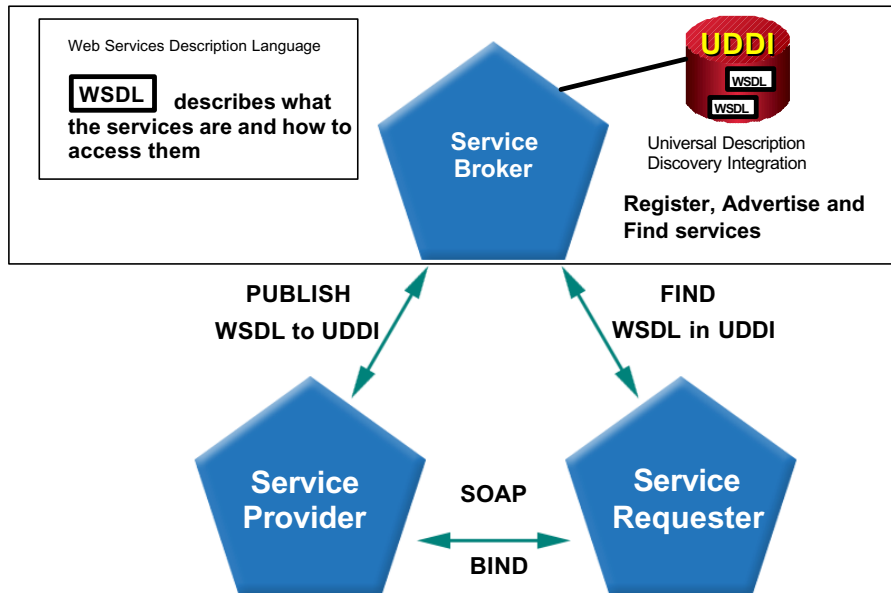 Web Services Description Language
WSDL describes what
the services are and how to
access them
Service
Broker
UDDI
WSDL
WSDL
Universal Description
Discovery Integration
Register, Advertise and
Find services
PUBLISH
WSDL to UDDI
FIND
WSDL in UDDI
Service
Provider
SOAP
BIND
Service
Requester